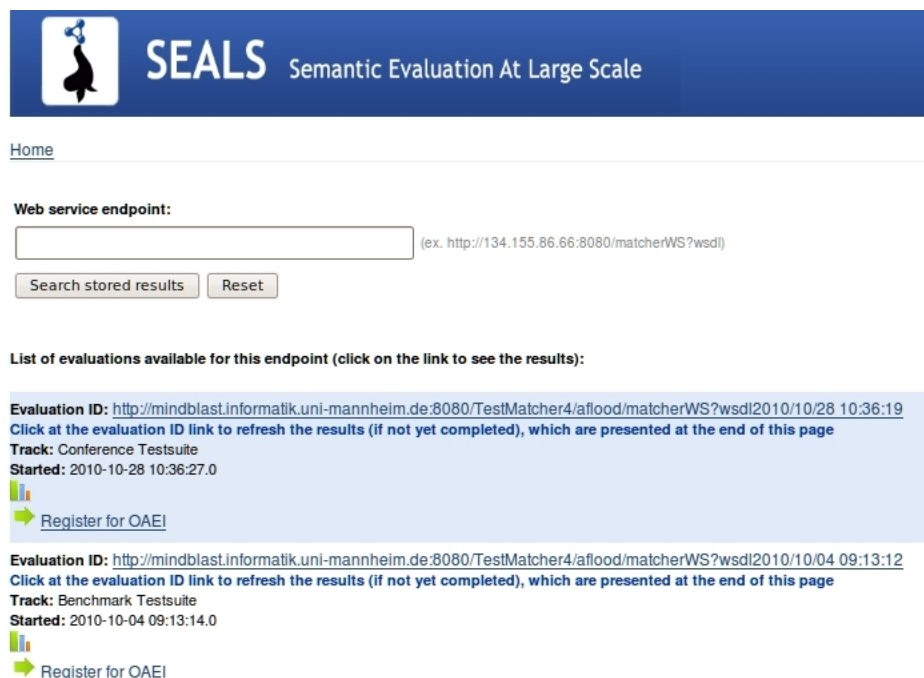 SEALS Semantic Evaluation At Large Scale
Home
Web service endpoint:
(ex. http://134.155.86.66:8080/matcherWS?wsdl)
Search stored results Reset
List of evaluations available for this endpoint (click on the link to see the results):
Evaluation ID: http://mindblast.informatik.uni-mannheim.de:8080/TestMatcher4/aflood/matcherWS?wsdl2010/10/28 10:36:19
Click at the evaluation ID link to refresh the results (if not yet completed), which are presented at the end of this page
Track: Conference Testsuite
Started: 2010-10-28 10:36:27.0
Register for OAEI
Evaluation ID: http://mindblast.informatik.uni-mannheim.de:8080/TestMatcher4/aflood/matcherWS?wsdl2010/10/04 09:13:12
Click at the evaluation ID link to refresh the results (if not yet completed), which are presented at the end of this page
Track: Benchmark Testsuite
Started: 2010-10-04 09:13:14.0
Register for OAEI